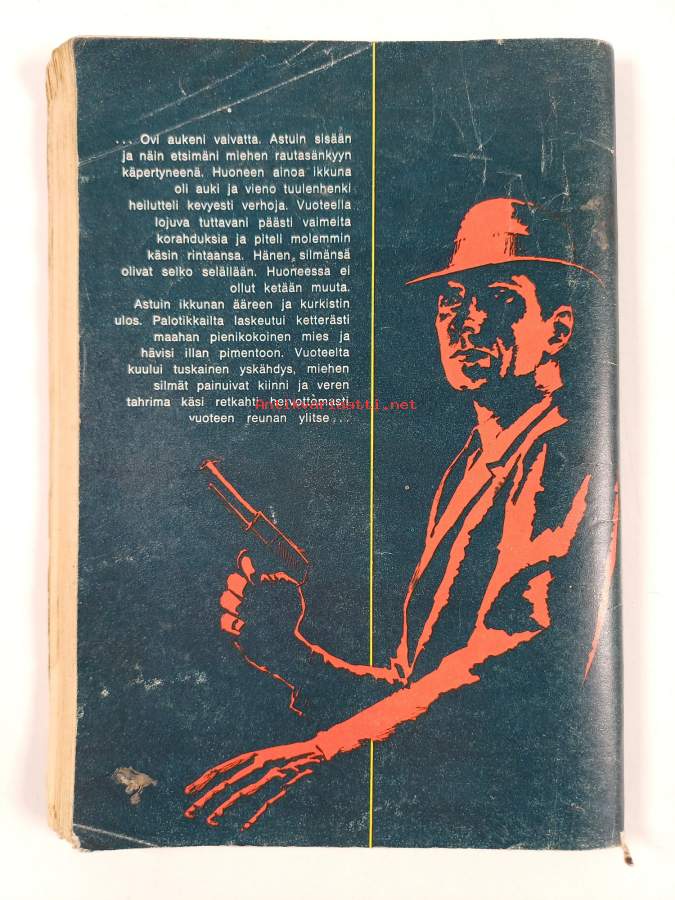 ... Ovi aukeni vaivatta. Astuin sisään
ja näin etsimäni miehen rautasänkyyn
käpertyneenä. Huoneen ainoa ikkuna
oli auki ja vieno tuulenhenki
heilutteli kevyesti verhoja. Vuoteella
lojuva tuttavani päästi vaimeita
korahduksia ja piteli molemmin
käsin rintaansa. Hänen silmänsä
olivat selko selällään. Huoneessa ei
ollut ketään muuta.
Astuin ikkunan ääreen ja kurkistin
ulos. Palotikkailta laskeutui ketterästi
maahan pienikokoinen mies ja
hävisi illan pimentoon. Vuoteelta
kuului tuskainen yskähdys, miehen
silmät painuivat kiinni ja veren
tahrima käsi retkahti hervottomasti
vuoteen reunan ylitse...
Antikvariaatti.net